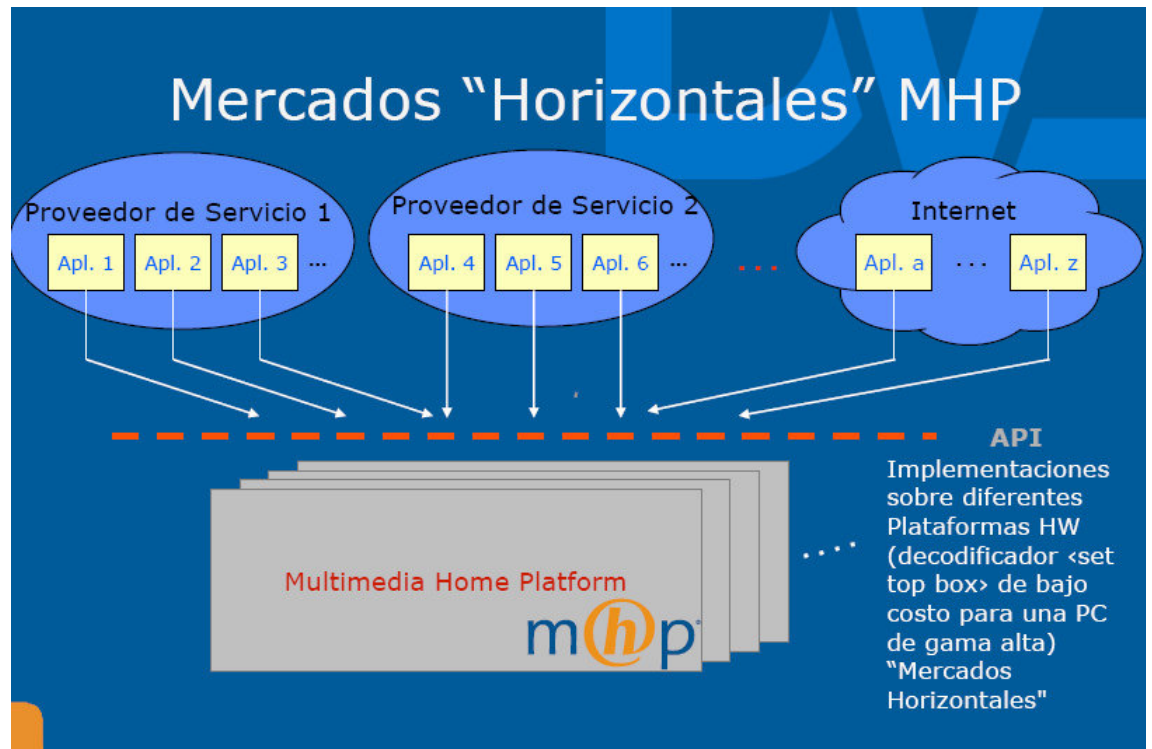 Mercados “Horizontales” MHP
Proveedor de Servicio 1
Apl. 1 Apl. 2 Apl. 3 ...
Proveedor de Servicio 2
Apl. 4 Apl. 5 Apl. 6 ...
...
Internet
Apl. a ... Apl. z
API
Implementaciones
sobre diferentes
Plataformas HW
(decodificador ‹set
top box› de bajo
costo para una PC
de gama alta)
“Mercados
Horizontales"
....
Multimedia Home Platform
mhp